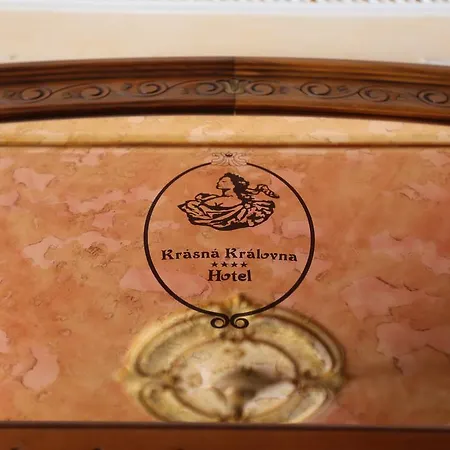 Krásná Královna
★★★★
Hotel